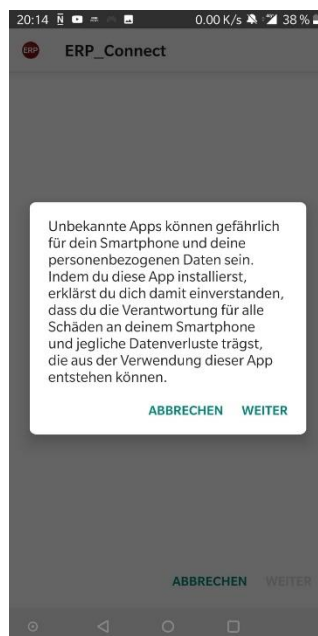 20:14 N 0.00 K/s 38 %
ERP ERP_Connect
Unbekannte Apps können gefährlich
für dein Smartphone und deine
personenbezogenen Daten sein.
Indem du diese App installierst,
erklärst du dich damit einverstanden,
dass du die Verantwortung für alle
Schäden an deinem Smartphone
und jegliche Datenverluste trägst,
die aus der Verwendung dieser App
entstehen können.
ABBRECHEN WEITER
ABBRECHEN WEITER